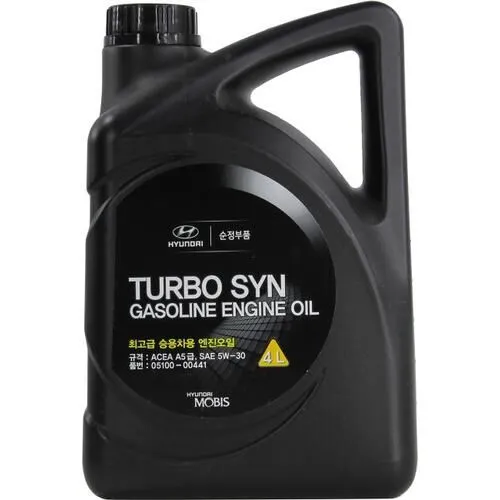 HYUNDAI
순정부품
TURBO SYN
GASOLINE ENGINE OIL
최고급 승용차용 엔진오일
4 L
규격 : ACEA A5급, SAE 5W-30
품번 : 05100-00441
HYUNDAI
MOBIS